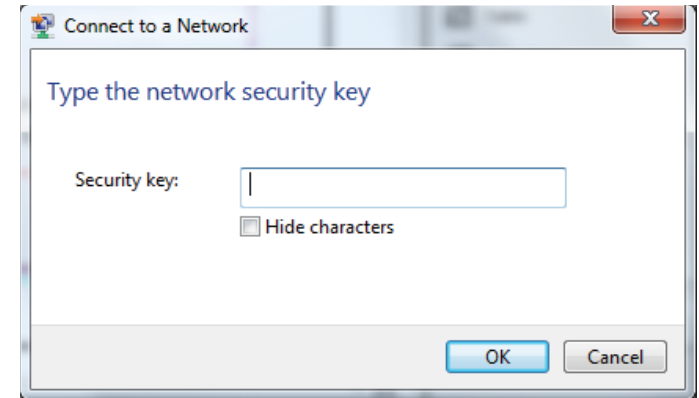 Connect to a Network
Type the network security key
Security key:
Hide characters
OK
Cancel